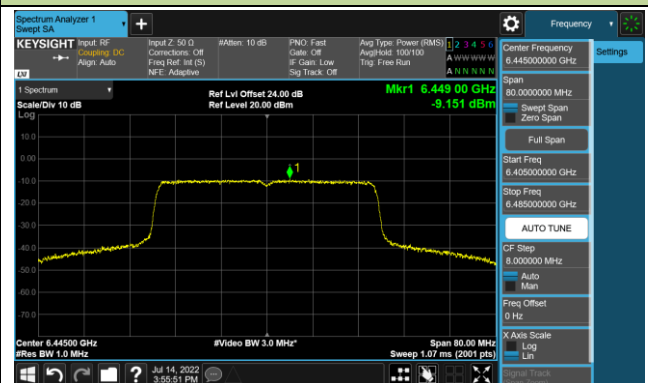 Spectrum Analyzer 1
Swept SA
Frequency
KEYSIGHT
Input: RF
Coupling: DC
Align: Auto
Input Z: 50 Ω
Corrections: Off
Freq Ref: Int (S)
NFE: Adaptive
#Atten: 10 dB
PNO: Fast
Gate: Off
IF Gain: Low
Sig Track: Off
Avg Type: Power (RMS)
Avg|Hold: 100/100
Trig: Free Run
1 2 3 4 5 6
A W W W W W
A N N N N N
LXI
1 Spectrum
Scale/Div 10 dB
Log
Ref Lvl Offset 24.00 dB
Ref Level 20.00 dBm
Mkr1 6.449 00 GHz
-9.151 dBm
10.0
0.00
-10.0
-20.0
-30.0
-40.0
-50.0
-60.0
-70.0
1
Center 6.44500 GHz
#Res BW 1.0 MHz
#Video BW 3.0 MHz*
Span 80.00 MHz
Sweep 1.07 ms (2001 pts)
Jul 14, 2022
3:55:51 PM
Center Frequency
6.445000000 GHz
Settings
Span
80.0000000 MHz
Swept Span
Zero Span
Full Span
Start Freq
6.405000000 GHz
Stop Freq
6.485000000 GHz
AUTO TUNE
CF Step
8.000000 MHz
Auto
Man
Freq Offset
0 Hz
X Axis Scale
Log
Lin
Signal Track